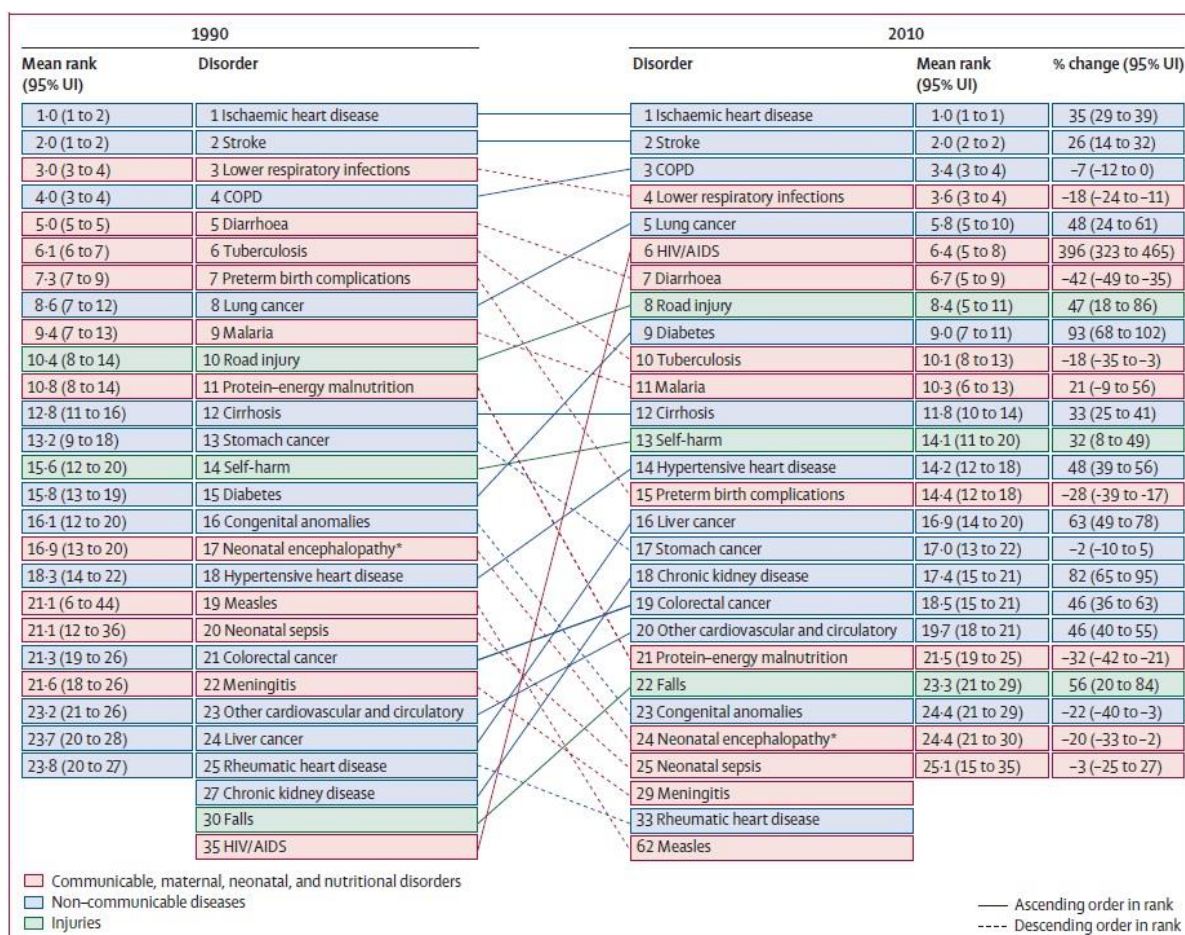 1990 2010
Mean rank (95% UI) Disorder Disorder Mean rank (95% UI) % change (95% UI)
1·0 (1 to 2) 1 Ischaemic heart disease 1 Ischaemic heart disease 1·0 (1 to 1) 35 (29 to 39)
2·0 (1 to 2) 2 Stroke 2 Stroke 2·0 (2 to 2) 26 (14 to 32)
3·0 (3 to 4) 3 Lower respiratory infections 3 COPD 3·4 (3 to 4) –7 (–12 to 0)
4·0 (3 to 4) 4 COPD 4 Lower respiratory infections 3·6 (3 to 4) –18 (–24 to –11)
5·0 (5 to 5) 5 Diarrhoea 5 Lung cancer 5·8 (5 to 10) 48 (24 to 61)
6·1 (6 to 7) 6 Tuberculosis 6 HIV/AIDS 6·4 (5 to 8) 396 (323 to 465)
7·3 (7 to 9) 7 Preterm birth complications 7 Diarrhoea 6·7 (5 to 9) –42 (–49 to –35)
8·6 (7 to 12) 8 Lung cancer 8 Road injury 8·4 (5 to 11) 47 (18 to 86)
9·4 (7 to 13) 9 Malaria 9 Diabetes 9·0 (7 to 11) 93 (68 to 102)
10·4 (8 to 14) 10 Road injury 10 Tuberculosis 10·1 (8 to 13) –18 (–35 to –3)
10·8 (8 to 14) 11 Protein–energy malnutrition 11 Malaria 10·3 (6 to 13) 21 (–9 to 56)
12·8 (11 to 16) 12 Cirrhosis 12 Cirrhosis 11·8 (10 to 14) 33 (25 to 41)
13·2 (9 to 18) 13 Stomach cancer 13 Self-harm 14·1 (11 to 20) 32 (8 to 49)
15·6 (12 to 20) 14 Self-harm 14 Hypertensive heart disease 14·2 (12 to 18) 48 (39 to 56)
15·8 (13 to 19) 15 Diabetes 15 Preterm birth complications 14·4 (12 to 18) –28 (-39 to -17)
16·1 (12 to 20) 16 Congenital anomalies 16 Liver cancer 16·9 (14 to 20) 63 (49 to 78)
16·9 (13 to 20) 17 Neonatal encephalopathy* 17 Stomach cancer 17·0 (13 to 22) –2 (–10 to 5)
18·3 (14 to 22) 18 Hypertensive heart disease 18 Chronic kidney disease 17·4 (15 to 21) 82 (65 to 95)
21·1 (6 to 44) 19 Measles 19 Colorectal cancer 18·5 (15 to 21) 46 (36 to 63)
21·1 (12 to 36) 20 Neonatal sepsis 20 Other cardiovascular and circulatory 19·7 (18 to 21) 46 (40 to 55)
21·3 (19 to 26) 21 Colorectal cancer 21 Protein–energy malnutrition 21·5 (19 to 25) –32 (–42 to –21)
21·6 (18 to 26) 22 Meningitis 22 Falls 23·3 (21 to 29) 56 (20 to 84)
23·2 (21 to 26) 23 Other cardiovascular and circulatory 23 Congenital anomalies 24·4 (21 to 29) –22 (–40 to –3)
23·7 (20 to 28) 24 Liver cancer 24 Neonatal encephalopathy* 24·4 (21 to 30) –20 (–33 to –2)
23·8 (20 to 27) 25 Rheumatic heart disease 25 Neonatal sepsis 25·1 (15 to 35) –3 (–25 to 27)
27 Chronic kidney disease 29 Meningitis
30 Falls 33 Rheumatic heart disease
35 HIV/AIDS 62 Measles
Communicable, maternal, neonatal, and nutritional disorders
Non-communicable diseases Ascending order in rank
Injuries Descending order in rank